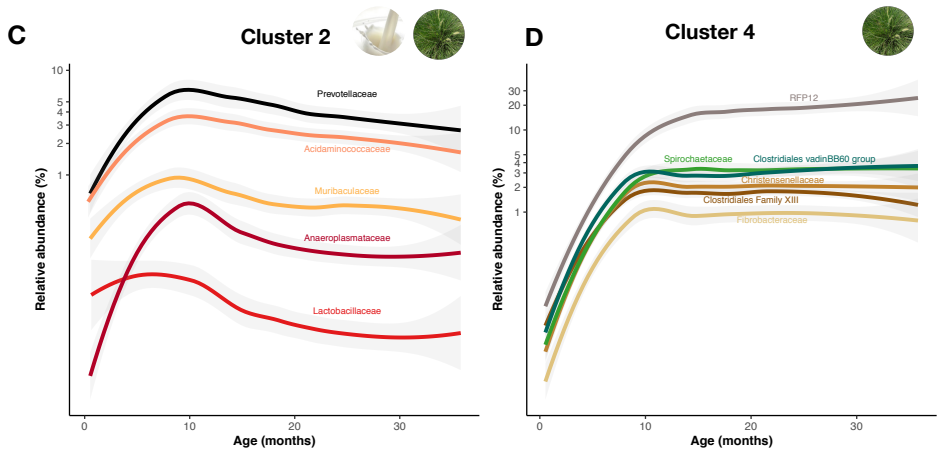 C
Cluster 2
Relative abundance (%)
10
5
4
3
2
1
Prevotellaceae
Acidaminococcaceae
Muribaculaceae
Anaeroplasmataceae
Lactobacillaceae
0
10
20
30
Age (months)
D
Cluster 4
Relative abundance (%)
30
20
10
5
4
3
2
1
RFP12
Spirochaetaceae
Clostridiales vadinBB60 group
Christensenellaceae
Clostridiales Family XIII
Fibrobacteraceae
0
10
20
30
Age (months)